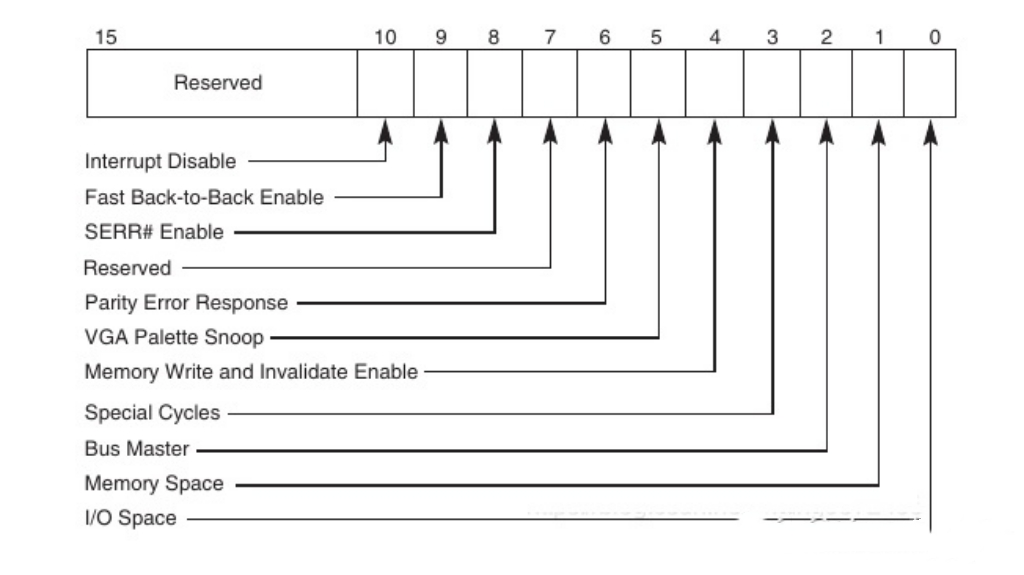 15 10 9 8 7 6 5 4 3 2 1 0
Reserved
Interrupt Disable
Fast Back-to-Back Enable
SERR# Enable
Reserved
Parity Error Response
VGA Palette Snoop
Memory Write and Invalidate Enable
Special Cycles
Bus Master
Memory Space
I/O Space